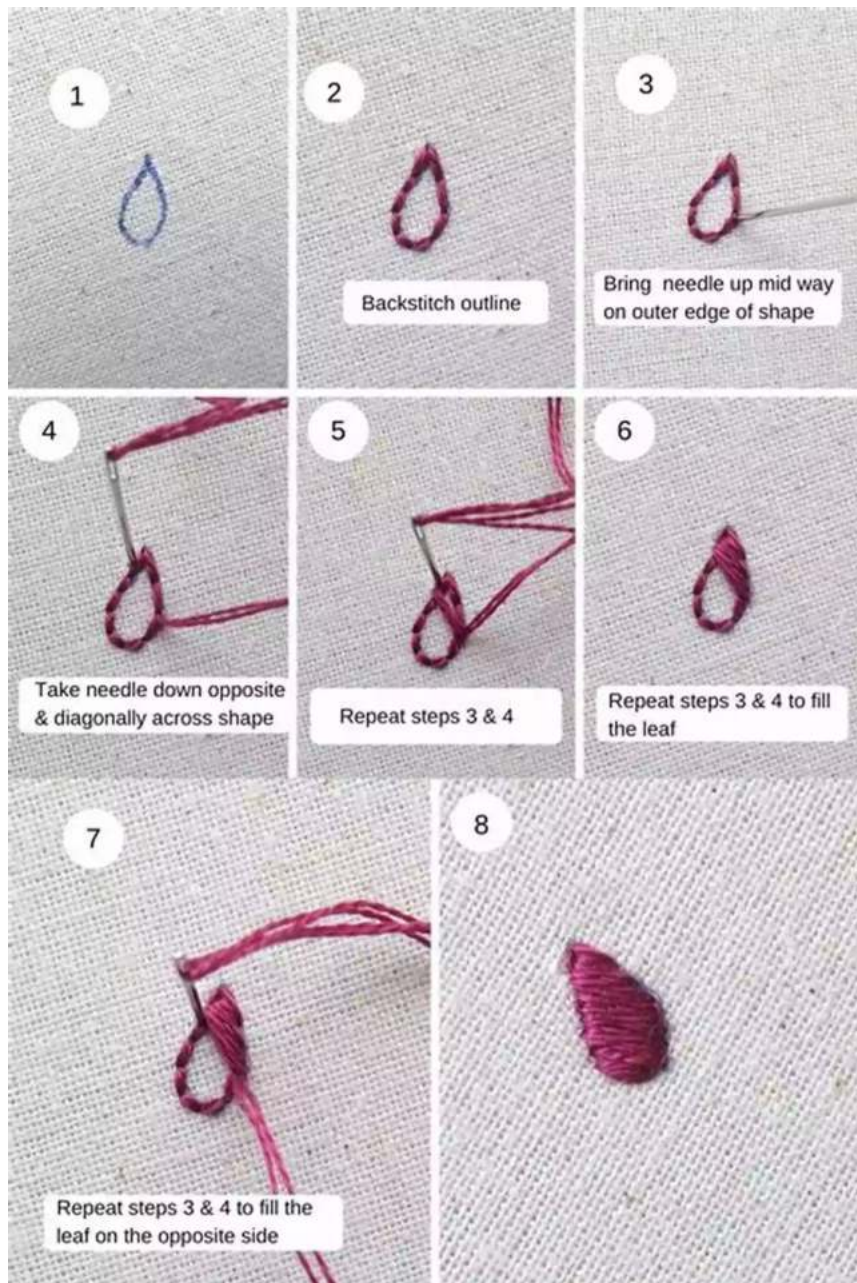 1
2
Backstitch outline
3
Bring needle up mid way
on outer edge of shape
4
Take needle down opposite
& diagonally across shape
5
Repeat steps 3 & 4
6
Repeat steps 3 & 4 to fill
the leaf
7
Repeat steps 3 & 4 to fill the
leaf on the opposite side
8